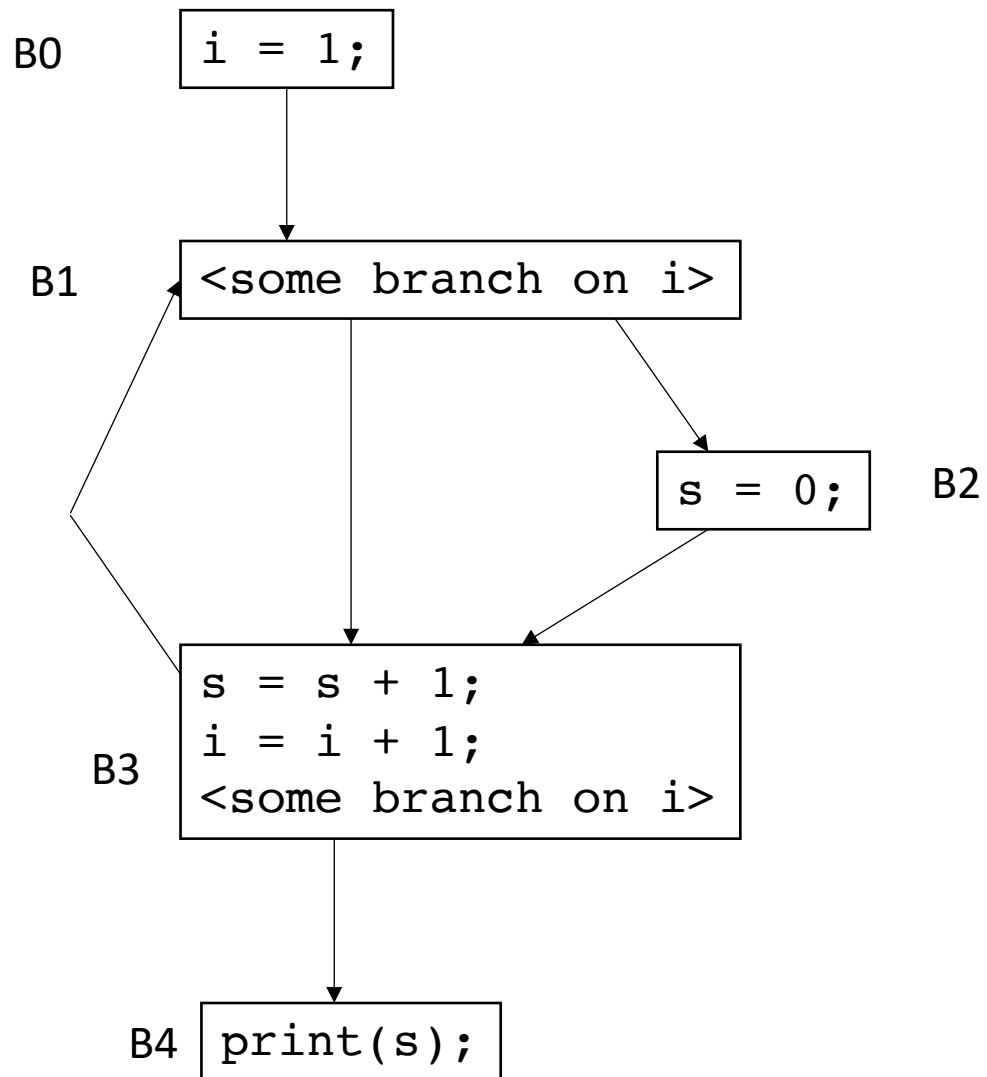 B0
i = 1;
B1
<some branch on i>
s = 0;
B2
s = s + 1;
i = i + 1;
B3
<some branch on i>
B4
print(s);